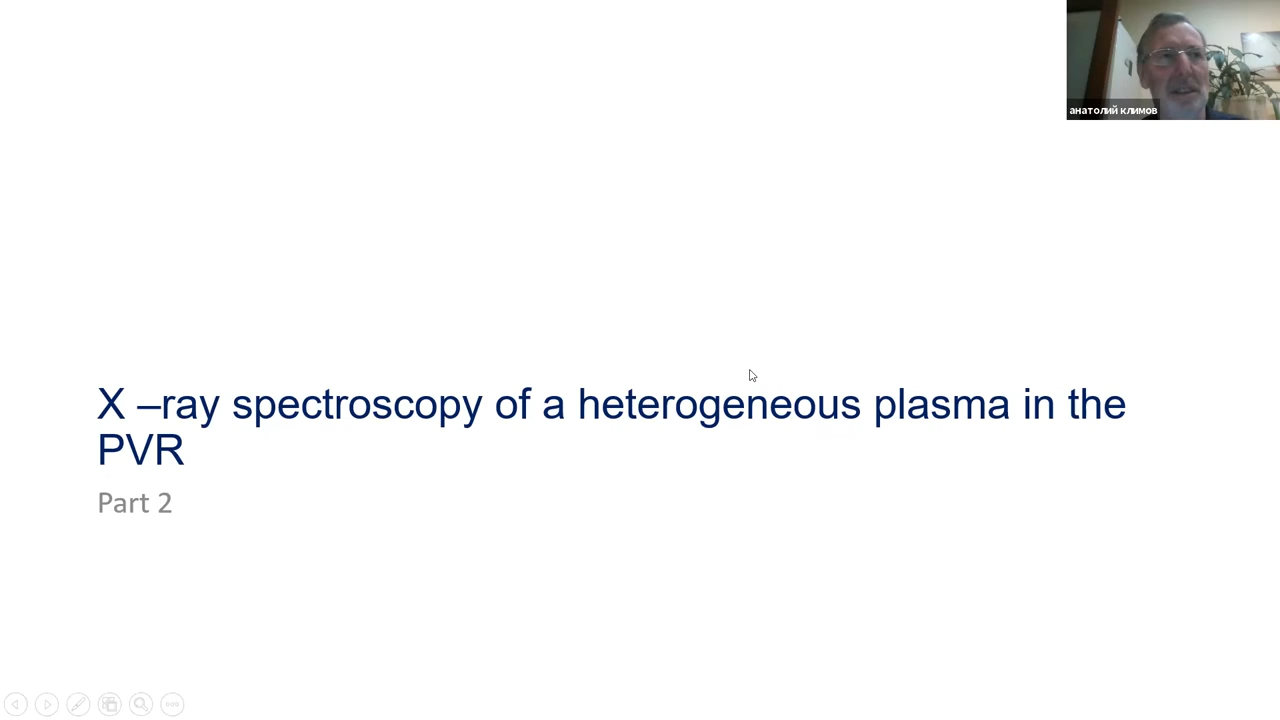 анатолий климов
X –ray spectroscopy of a heterogeneous plasma in the
PVR
Part 2